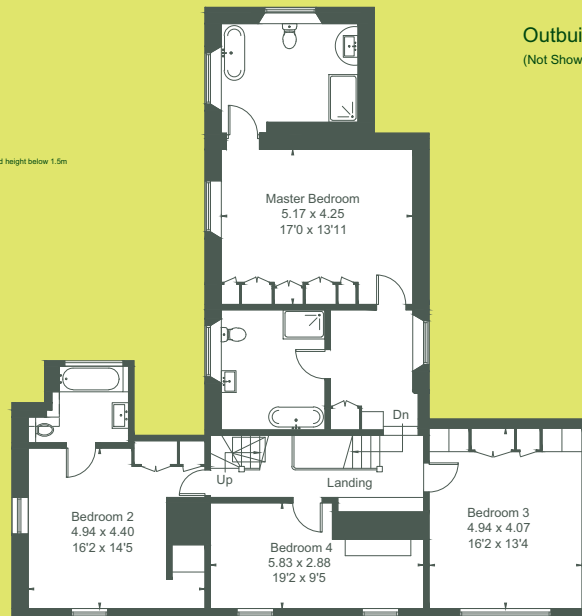 Outbui
(Not Show
d height below 1.5m
Master Bedroom
5.17 x 4.25
17'0 x 13'11
Dn
Up
Landing
Bedroom 2
4.94 x 4.40
16'2 x 14'5
Bedroom 3
4.94 x 4.07
16'2 x 13'4
Bedroom 4
5.83 x 2.88
19'2 x 9'5